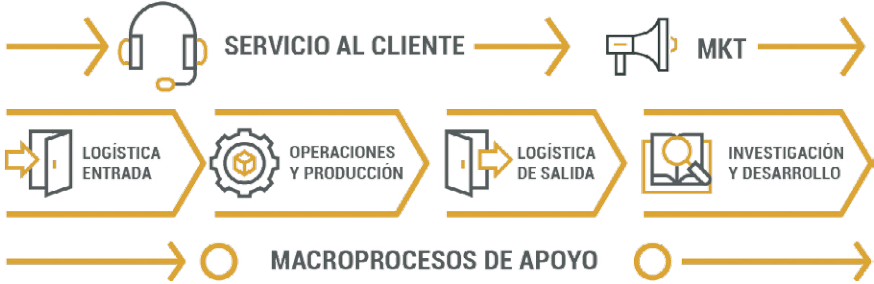 SERVICIO AL CLIENTE
MKT
LOGÍSTICA
ENTRADA
OPERACIONES
Y PRODUCCIÓN
LOGÍSTICA
DE SALIDA
INVESTIGACIÓN
Y DESARROLLO
MACROPROCESOS DE APOYO